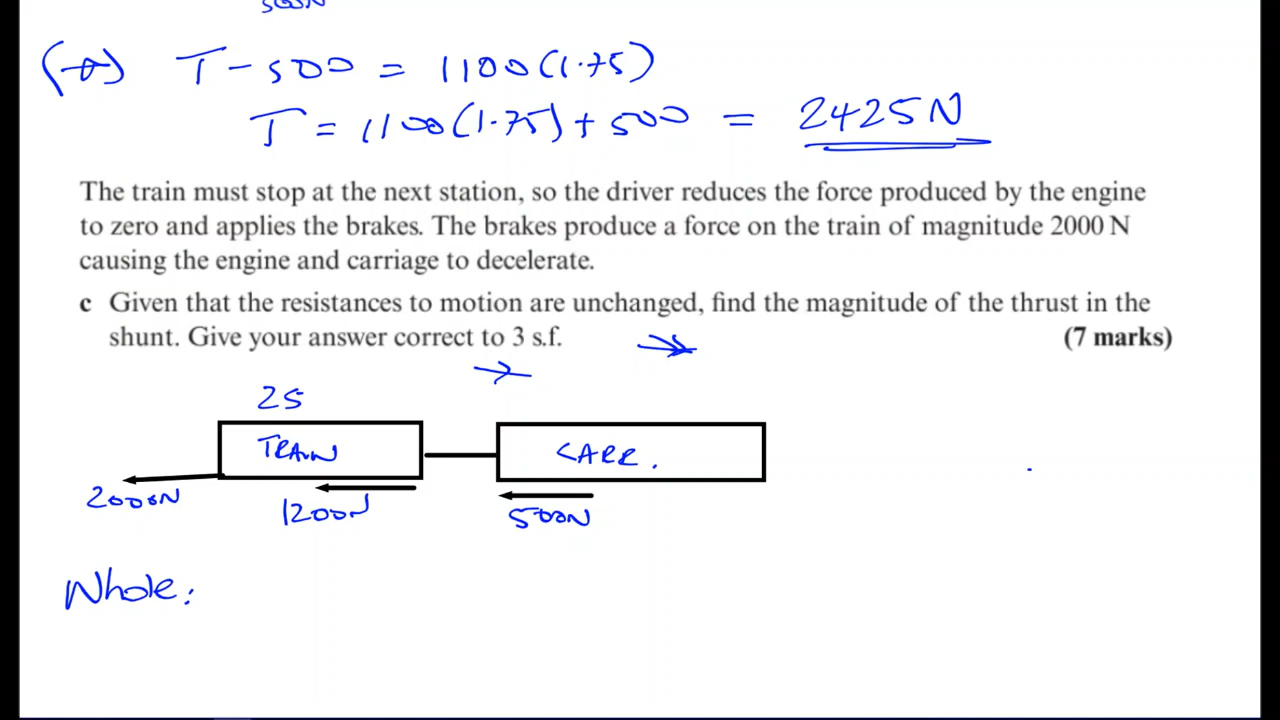 500N
(→) T - 500 = 1100(1.75)
T = 1100(1.75) + 500 = 2425N
The train must stop at the next station, so the driver reduces the force produced by the engine
to zero and applies the brakes. The brakes produce a force on the train of magnitude 2000 N
causing the engine and carriage to decelerate.
c Given that the resistances to motion are unchanged, find the magnitude of the thrust in the
shunt. Give your answer correct to 3 s.f. (7 marks)
25
TRAIN CARR.
2000N 1200N 500N
Whole: